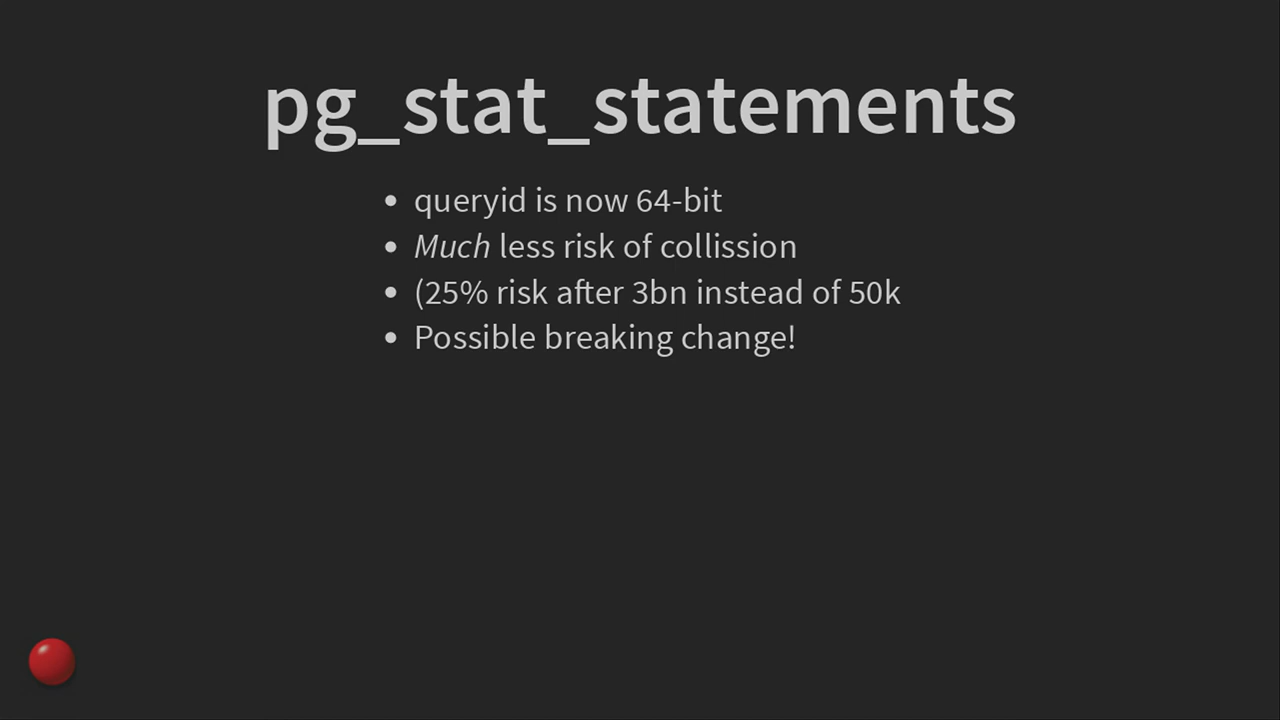 pg_stat_statements
• queryid is now 64-bit
• Much less risk of collission
• (25% risk after 3bn instead of 50k
• Possible breaking change!